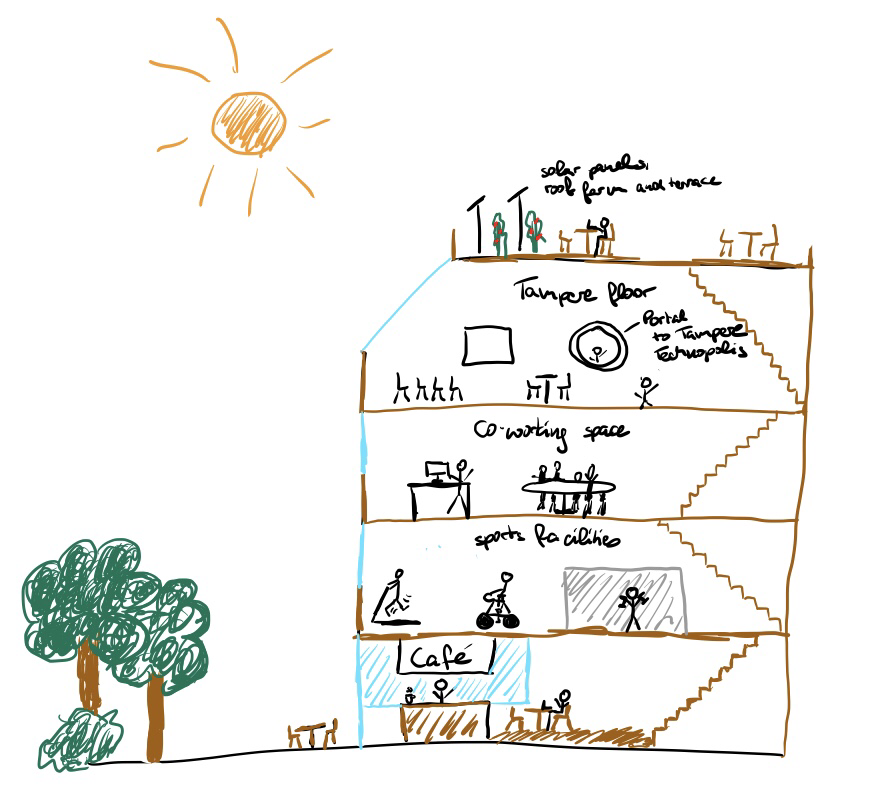 solar panels,
roof farm and terrace
Tampere floor
Portal
to Tampere
Technopolis
Co-working space
sports facilities
Café